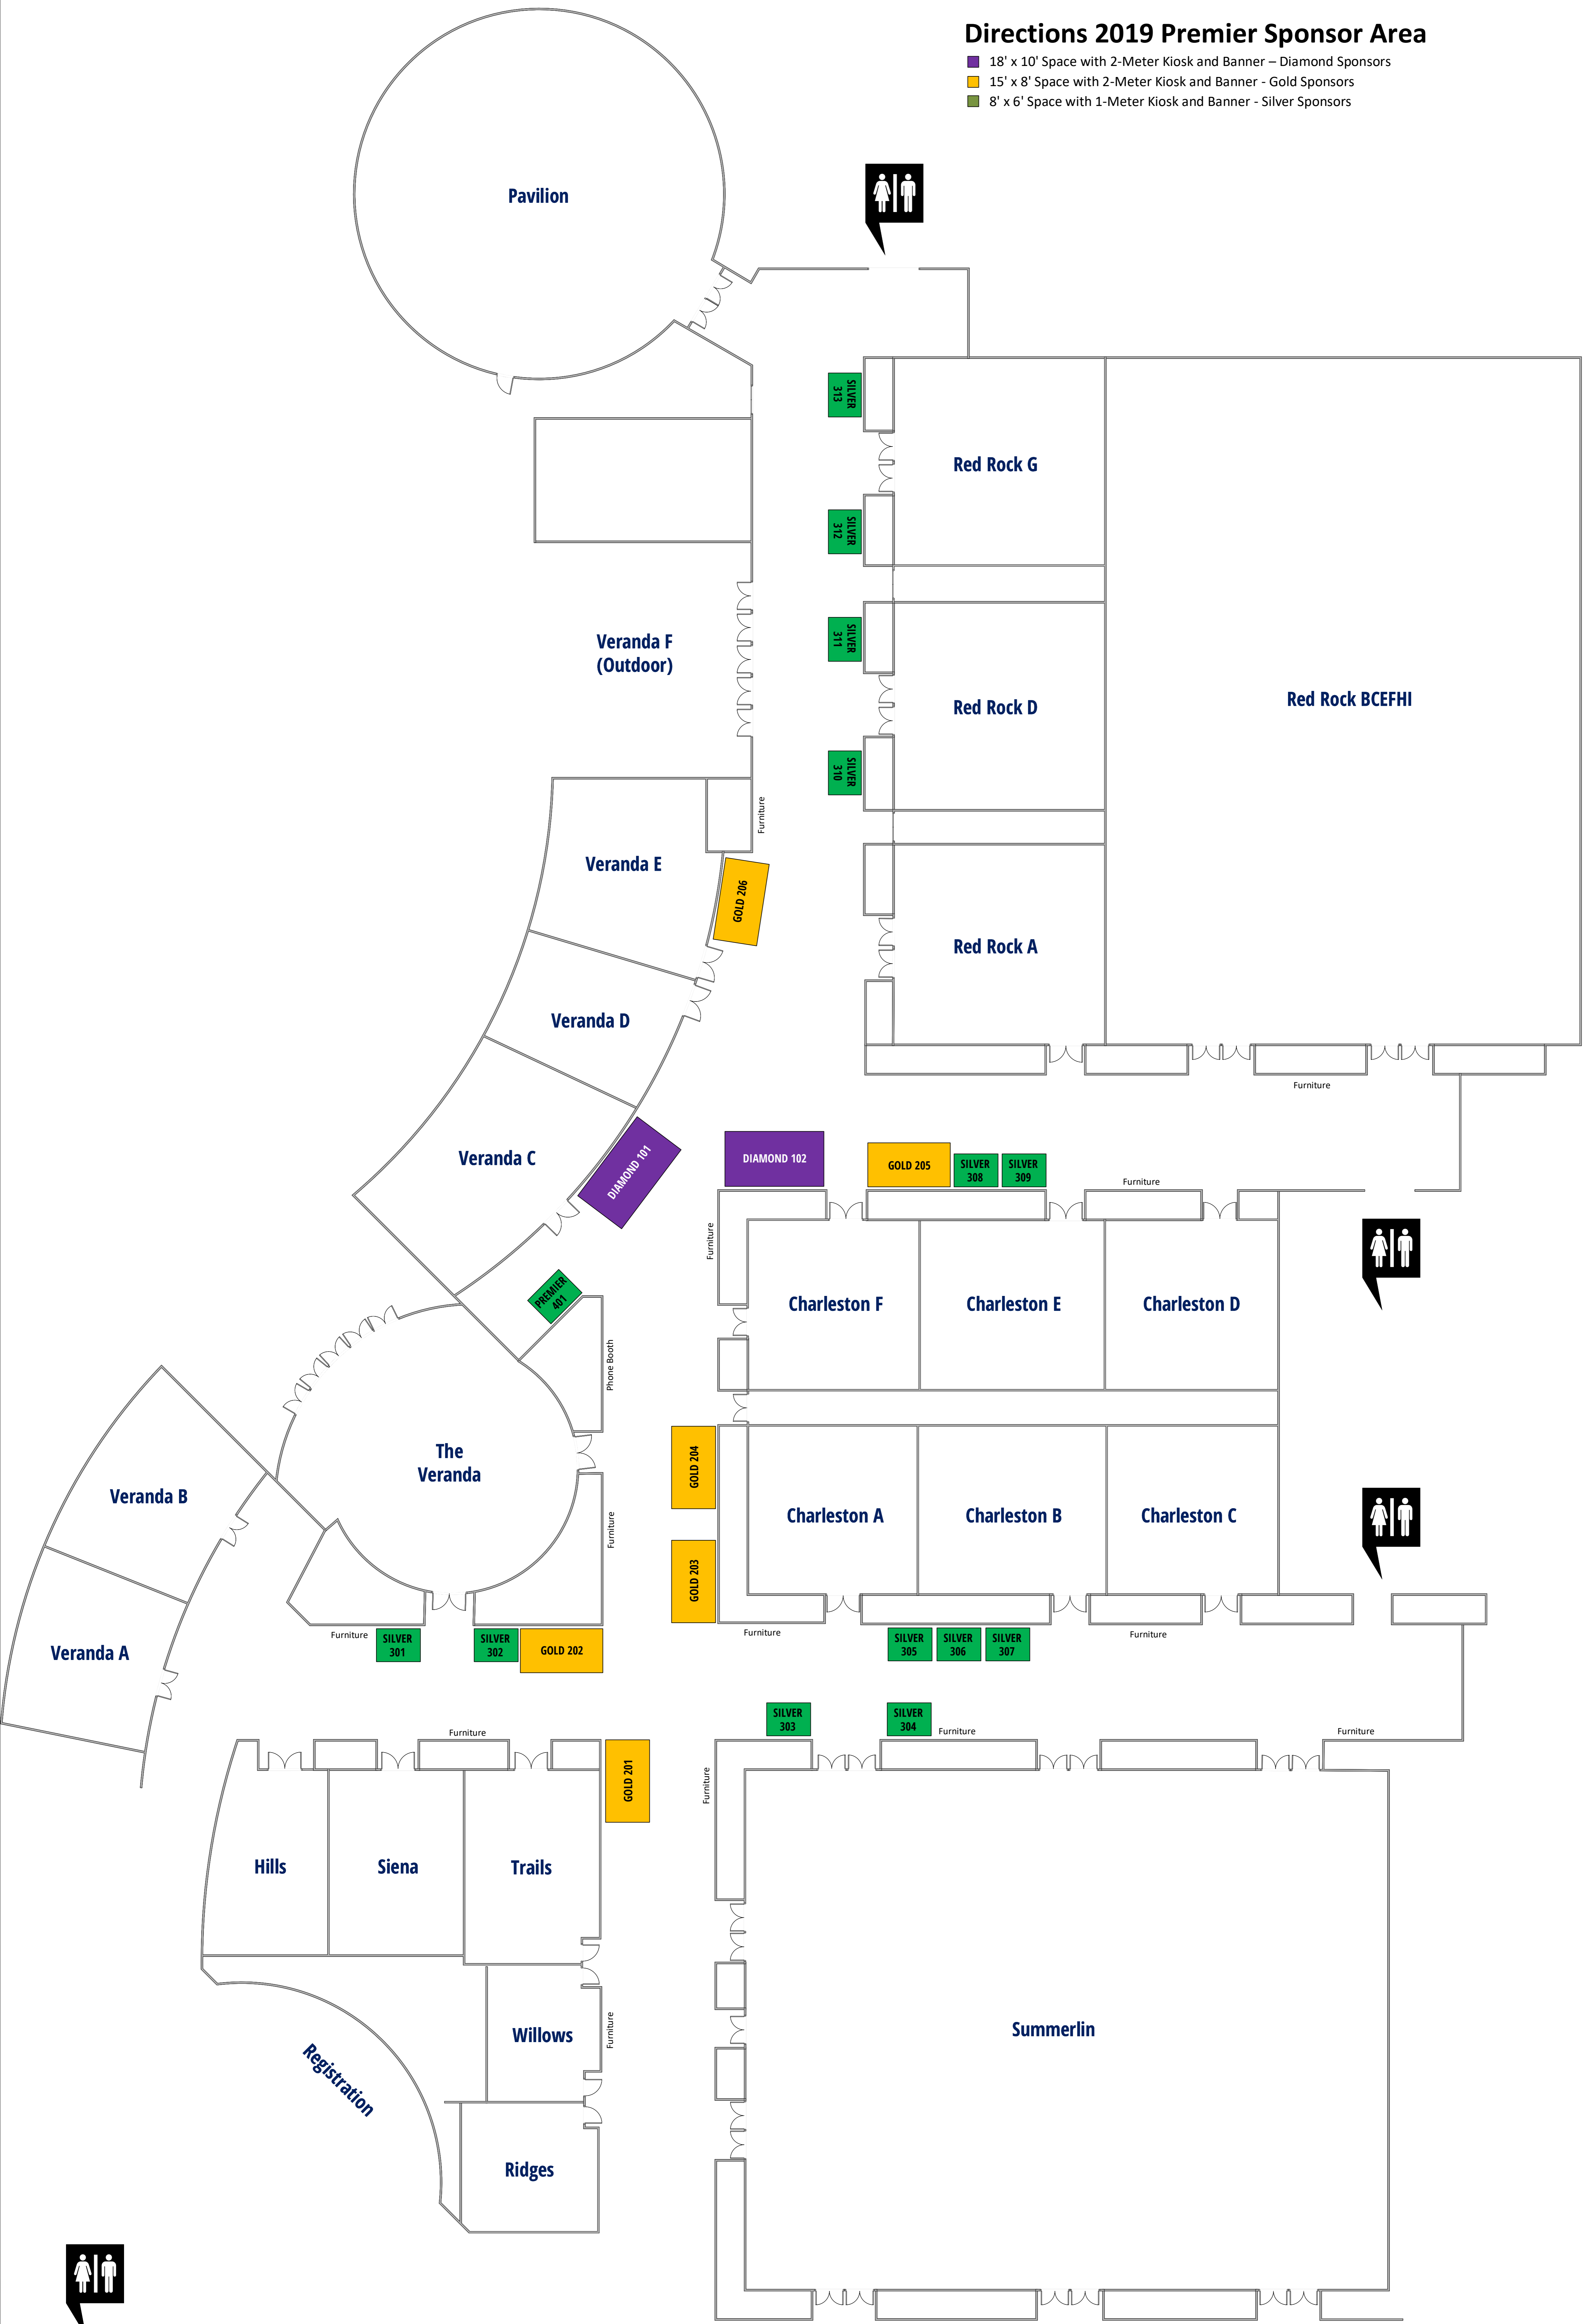 Directions 2019 Premier Sponsor Area
18' x 10' Space with 2-Meter Kiosk and Banner – Diamond Sponsors
15' x 8' Space with 2-Meter Kiosk and Banner - Gold Sponsors
8' x 6' Space with 1-Meter Kiosk and Banner - Silver Sponsors
Pavilion
SILVER
313
Red Rock G
SILVER
312
Veranda F
(Outdoor)
SILVER
311
Red Rock D
Red Rock BCEFHI
SILVER
310
Furniture
Veranda E
GOLD 206
Red Rock A
Veranda D
Furniture
Veranda C
DIAMOND 101
DIAMOND 102
GOLD 205
SILVER
308
SILVER
309
Furniture
Furniture
PREMIER
401
Charleston F
Charleston E
Charleston D
Phone Booth
The
Veranda
GOLD 204
Veranda B
Charleston A
Charleston B
Charleston C
Furniture
GOLD 203
Veranda A
Furniture
SILVER
301
SILVER
302
GOLD 202
Furniture
SILVER
305
SILVER
306
SILVER
307
Furniture
SILVER
303
SILVER
304
Furniture
Furniture
Furniture
GOLD 201
Furniture
Hills
Siena
Trails
Registration
Willows
Furniture
Summerlin
Ridges